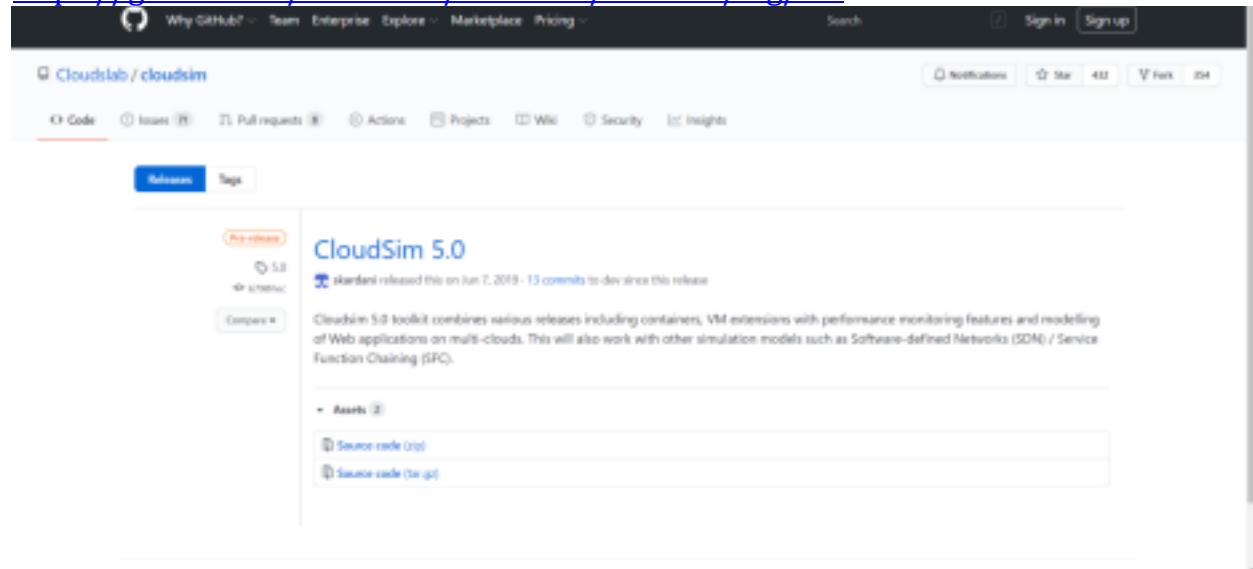 Why GitHub? Team Enterprise Explore Marketplace Pricing Search / Sign in Sign up
Cloudslab / cloudsim Notifications Star 432 Fork 354
Code Issues Pull requests 8 Actions Projects Wiki Security Insights
Releases Tags
Pre-release
CloudSim 5.0
5.0
skardani released this on Jun 7, 2019 · 13 commits to dev since this release
Compare
Cloudsim 5.0 toolkit combines various releases including containers, VM extensions with performance monitoring features and modelling
of Web applications on multi-clouds. This will also work with other simulation models such as Software-defined Networks (SDN) / Service
Function Chaining (SFC).
Assets 2
Source code (zip)
Source code (tar.gz)